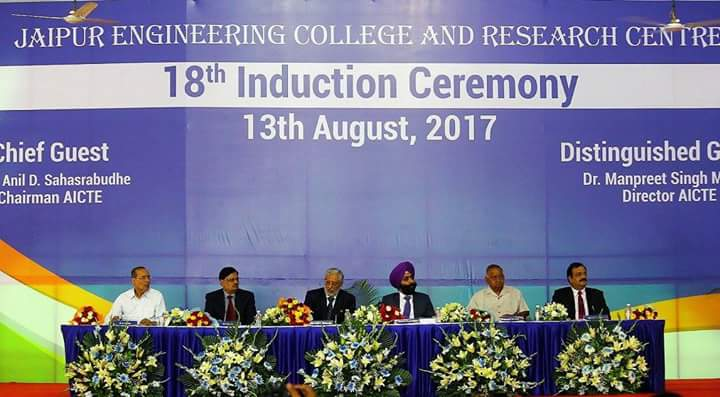 JAIPUR ENGINEERING COLLEGE AND RESEARCH CENTRE
18th Induction Ceremony
13th August, 2017
Chief Guest
Anil D. Sahasrabudhe
Chairman AICTE
Distinguished G
Dr. Manpreet Singh M
Director AICTE